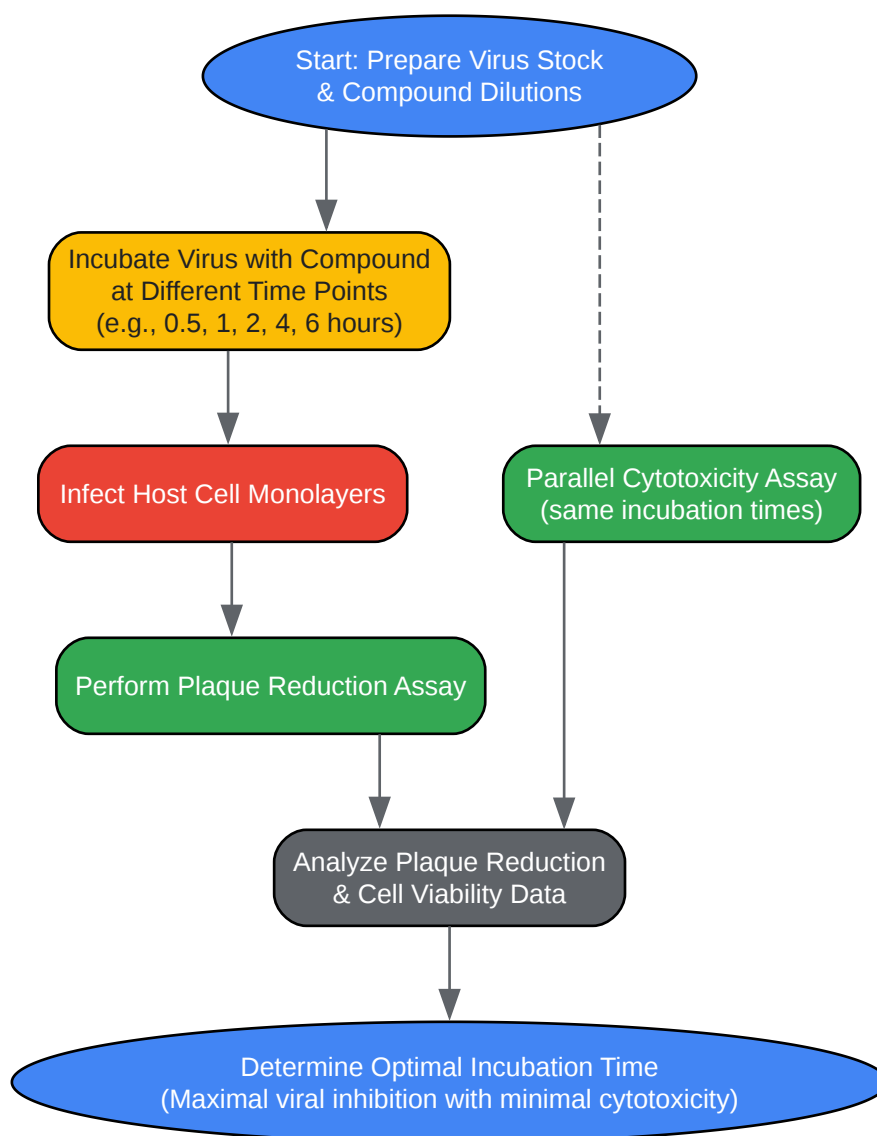 Start: Prepare Virus Stock
& Compound Dilutions
Incubate Virus with Compound
at Different Time Points
(e.g., 0.5, 1, 2, 4, 6 hours)
Infect Host Cell Monolayers
Parallel Cytotoxicity Assay
(same incubation times)
Perform Plaque Reduction Assay
Analyze Plaque Reduction
& Cell Viability Data
Determine Optimal Incubation Time
(Maximal viral inhibition with minimal cytotoxicity)